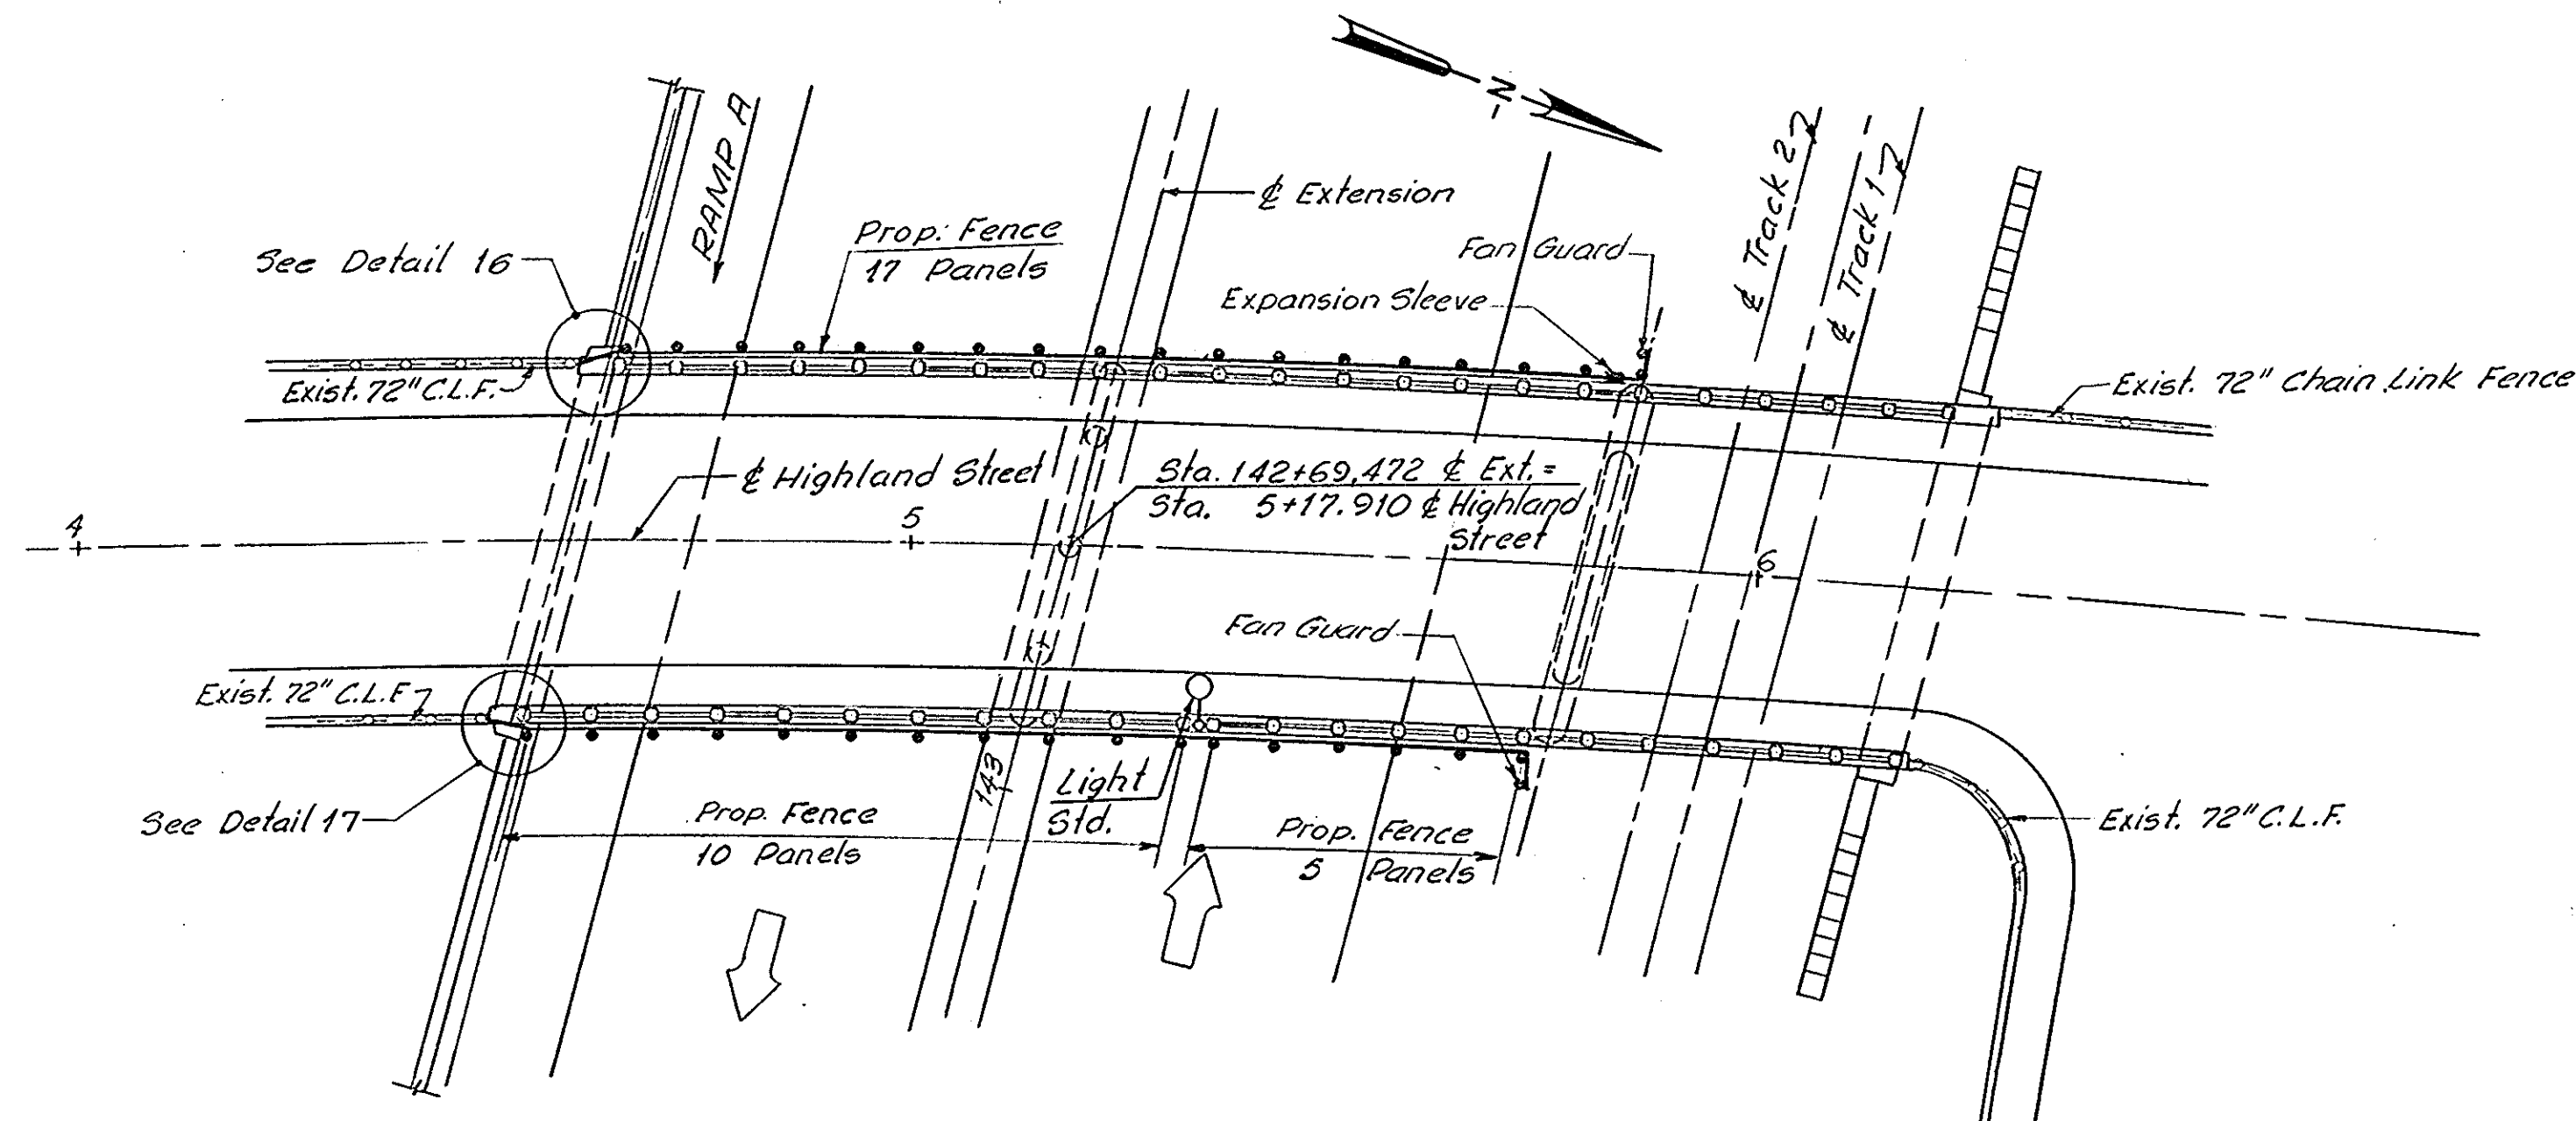 N
RAMP A
℄ Track 2
℄ Track 1
℄ Extension
Prop. Fence
17 Panels
See Detail 16
Fan Guard
Expansion Sleeve
Exist. 72" C.L.F.
Exist. 72" Chain Link Fence
℄ Highland Street
Sta. 142+69.472 ℄ Ext. =
Sta. 5+17.910 ℄ Highland
Street
4
5
6
Fan Guard
Exist. 72" C.L.F
143
Light
Std.
See Detail 17
Prop. Fence
10 Panels
Prop. Fence
5 Panels
Exist. 72" C.L.F.